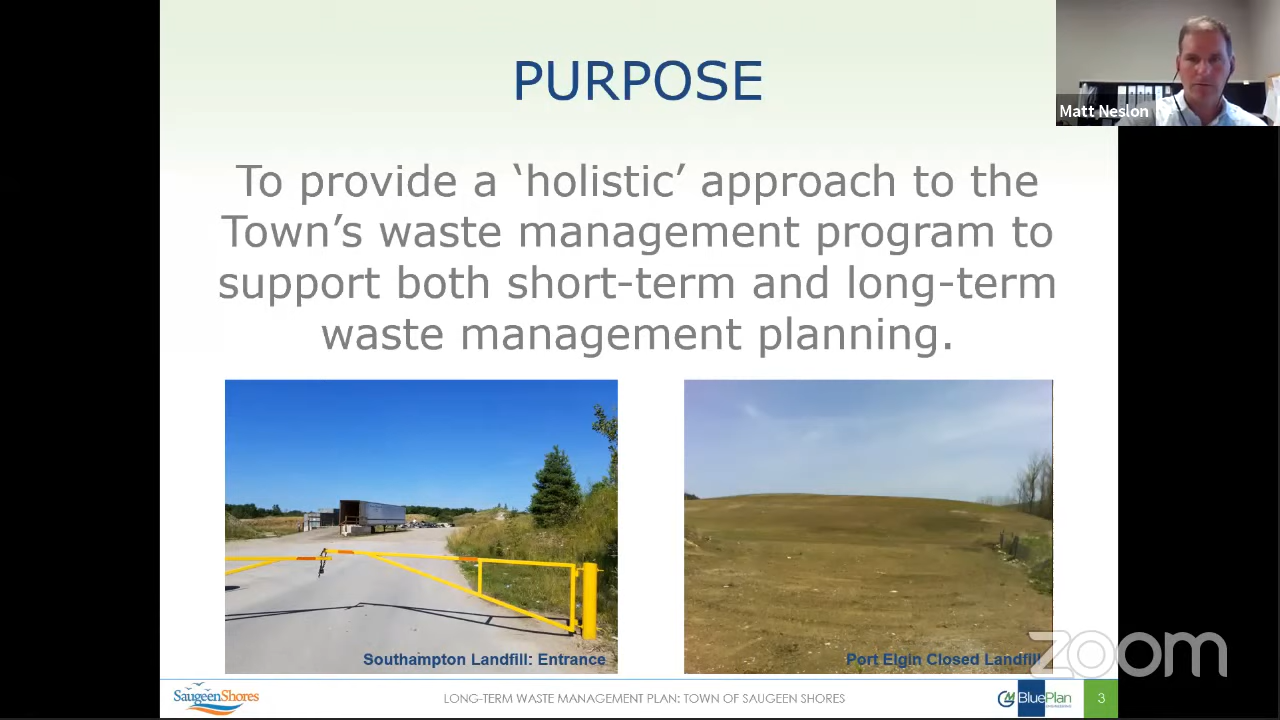 PURPOSE
Matt Neslon
To provide a ‘holistic’ approach to the
Town’s waste management program to
support both short-term and long-term
waste management planning.
Southampton Landfill: Entrance
Port Elgin Closed Landfill
zoom
SaugeenShores
LONG-TERM WASTE MANAGEMENT PLAN: TOWN OF SAUGEEN SHORES
GM BluePlan
ENGINEERING
3